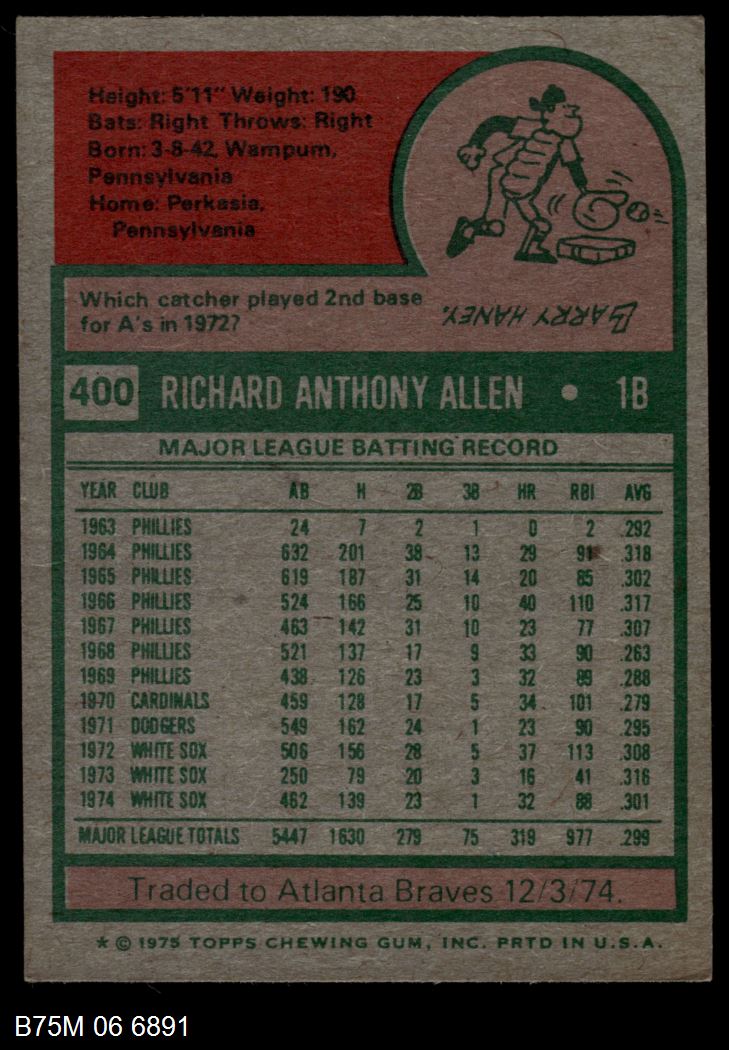 Height: 5'11" Weight: 190
Bats: Right Throws: Right
Born: 3-8-42, Wampum,
Pennsylvania
Home: Perkasia,
Pennsylvania
Which catcher played 2nd base
for A's in 1972?
BARRY HANEY.
400 RICHARD ANTHONY ALLEN • 1B
MAJOR LEAGUE BATTING RECORD
YEAR CLUB AB H 2B 3B HR RBI AVG
1963 PHILLIES 24 7 2 1 0 2 .292
1964 PHILLIES 632 201 38 13 29 91 .318
1965 PHILLIES 619 187 31 14 20 85 .302
1966 PHILLIES 524 166 25 10 40 110 .317
1967 PHILLIES 463 142 31 10 23 77 .307
1968 PHILLIES 521 137 17 9 33 90 .263
1969 PHILLIES 438 126 23 3 32 89 .288
1970 CARDINALS 459 128 17 5 34 101 .279
1971 DODGERS 549 162 24 1 23 90 .295
1972 WHITE SOX 506 156 28 5 37 113 .308
1973 WHITE SOX 250 79 20 3 16 41 .316
1974 WHITE SOX 462 139 23 1 32 88 .301
MAJOR LEAGUE TOTALS 5447 1630 279 75 319 977 .299
Traded to Atlanta Braves 12/3/74.
* © 1975 TOPPS CHEWING GUM, INC. PRTD IN U.S.A.
B75M 06 6891